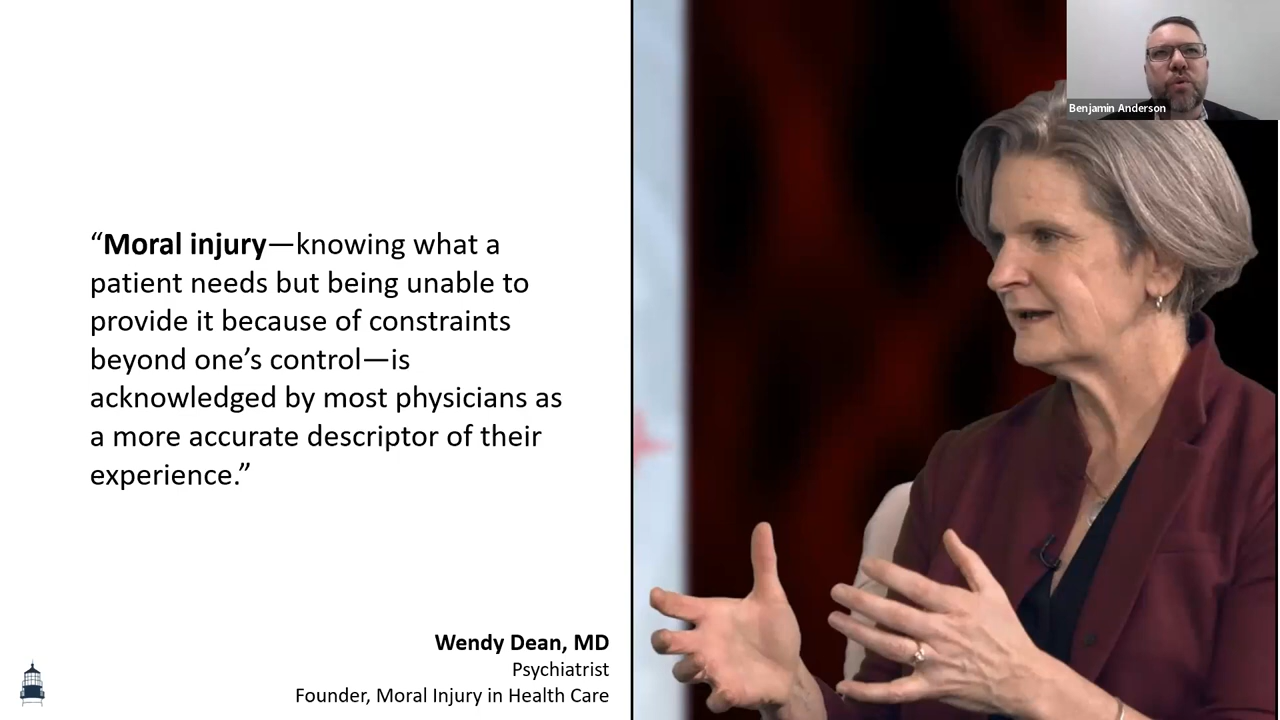 “Moral injury—knowing what a
patient needs but being unable to
provide it because of constraints
beyond one’s control—is
acknowledged by most physicians as
a more accurate descriptor of their
experience.”
Wendy Dean, MD
Psychiatrist
Founder, Moral Injury in Health Care
Benjamin Anderson